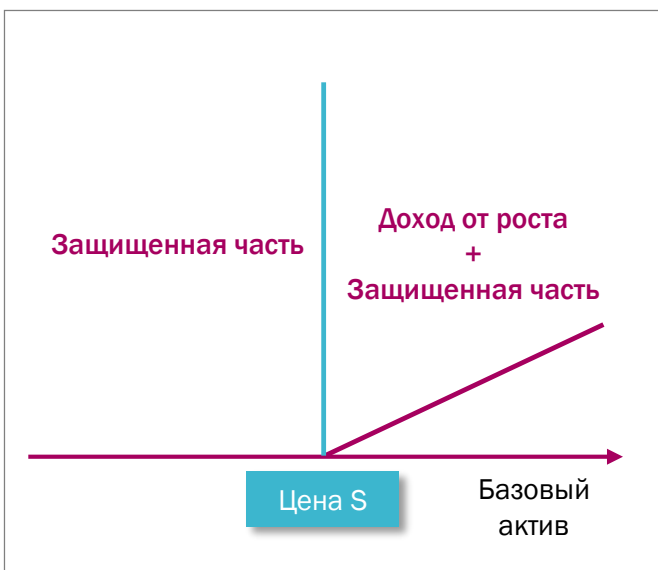 Защищенная часть
Доход от роста
+
Защищенная часть
Цена S
Базовый
актив